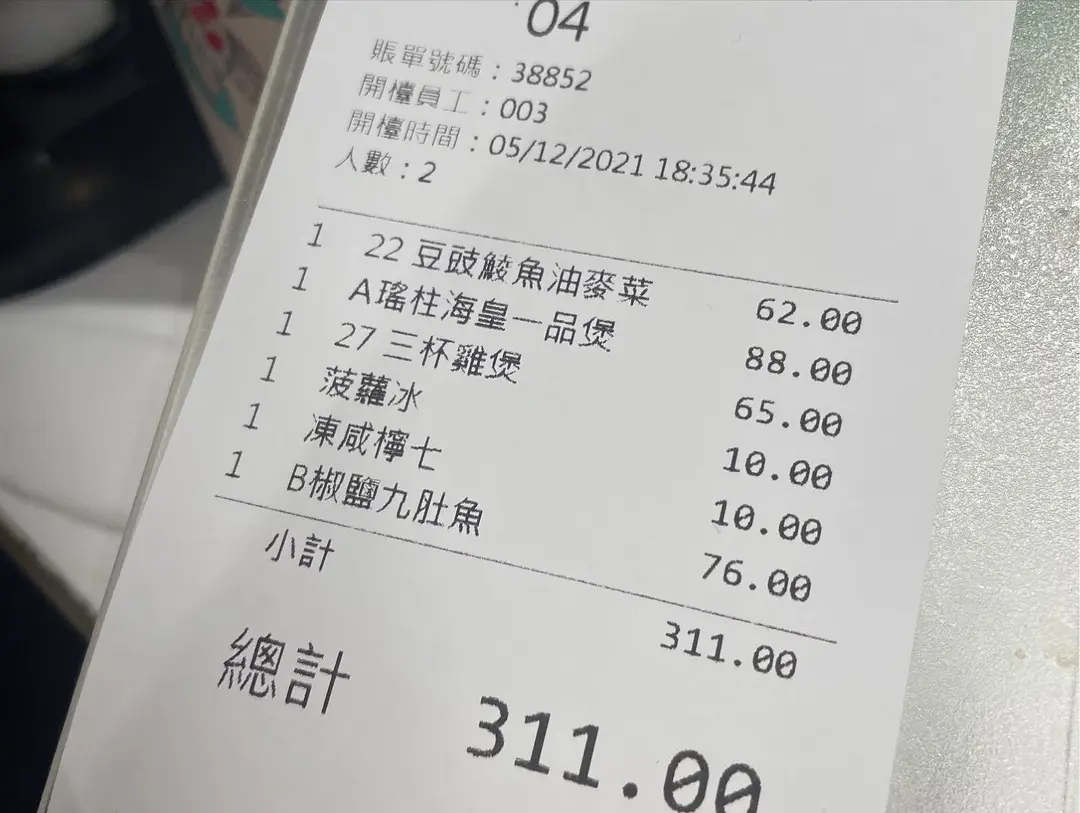 04
賬單號碼：38852
開檯員工：003
開檯時間：05/12/2021 18:35:44
人數：2
1 22 豆豉鯪魚油麥菜 62.00
1 A瑤柱海皇一品煲 88.00
1 27 三杯雞煲 65.00
1 菠蘿冰 10.00
1 凍咸檸七 10.00
1 B椒鹽九肚魚 76.00
小計 311.00
總計 311.00